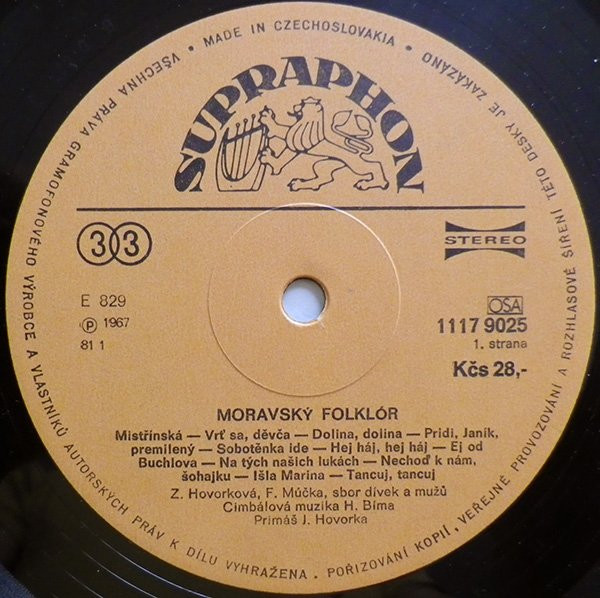 VŠECHNA PRÁVA GRAMOFONOVÉHO VÝROBCE A VLASTNÍKŮ AUTORSKÝCH PRÁV K DÍLU VYHRAŽENA. POŘIZOVÁNÍ KOPIÍ, VEŘEJNÉ PROVOZOVÁNÍ A ROZHLASOVÉ ŠÍŘENÍ TÉTO DESKY JE ZAKÁZÁNO • MADE IN CZECHOSLOVAKIA •
SUPRAPHON
33
STEREO
E 829
Ⓟ 1967
81 1
OSA
1117 9025
1. strana
Kčs 28,-
MORAVSKÝ FOLKLÓR
Mistřínská — Vrť sa, děvča — Dolina, dolina — Pridi, Janík,
premilený — Sobotěnka ide — Hej háj, hej háj — Ej od
Buchlova — Na tých našich lukách — Nechoď k nám,
šohajku — Išla Marina — Tancuj, tancuj
Z. Hovorková, F. Múčka, sbor dívek a mužů
Cimbálová muzika H. Bíma
Primáš J. Hovorka